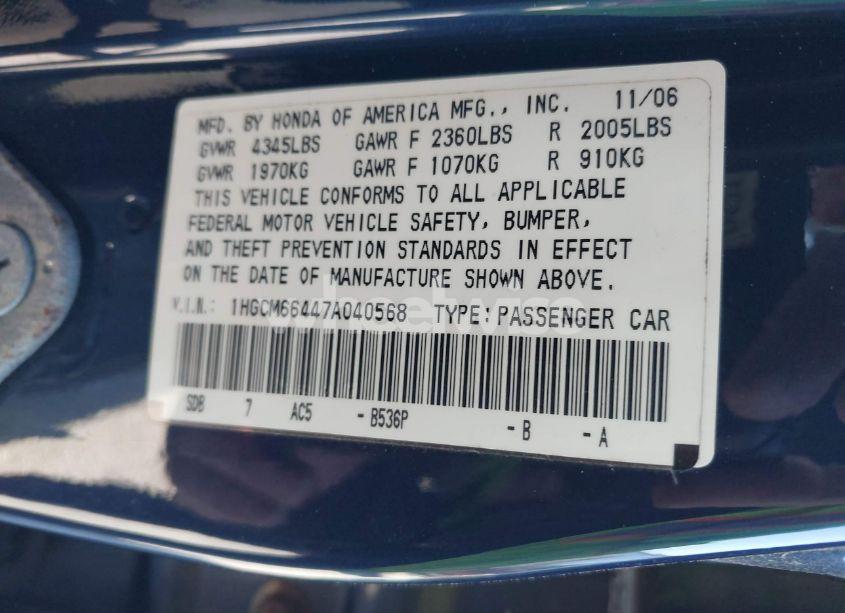 MFD. BY HONDA OF AMERICA MFG., INC. 11/06
GVWR 4345LBS GAWR F 2360LBS R 2005LBS
GVWR 1970KG GAWR F 1070KG R 910KG
THIS VEHICLE CONFORMS TO ALL APPLICABLE
FEDERAL MOTOR VEHICLE SAFETY, BUMPER,
AND THEFT PREVENTION STANDARDS IN EFFECT
ON THE DATE OF MANUFACTURE SHOWN ABOVE.
V.I.N.: 1HGCM66447A040568 TYPE: PASSENGER CAR
SDB 7 AC5 - B536P - B - A
wheelwise